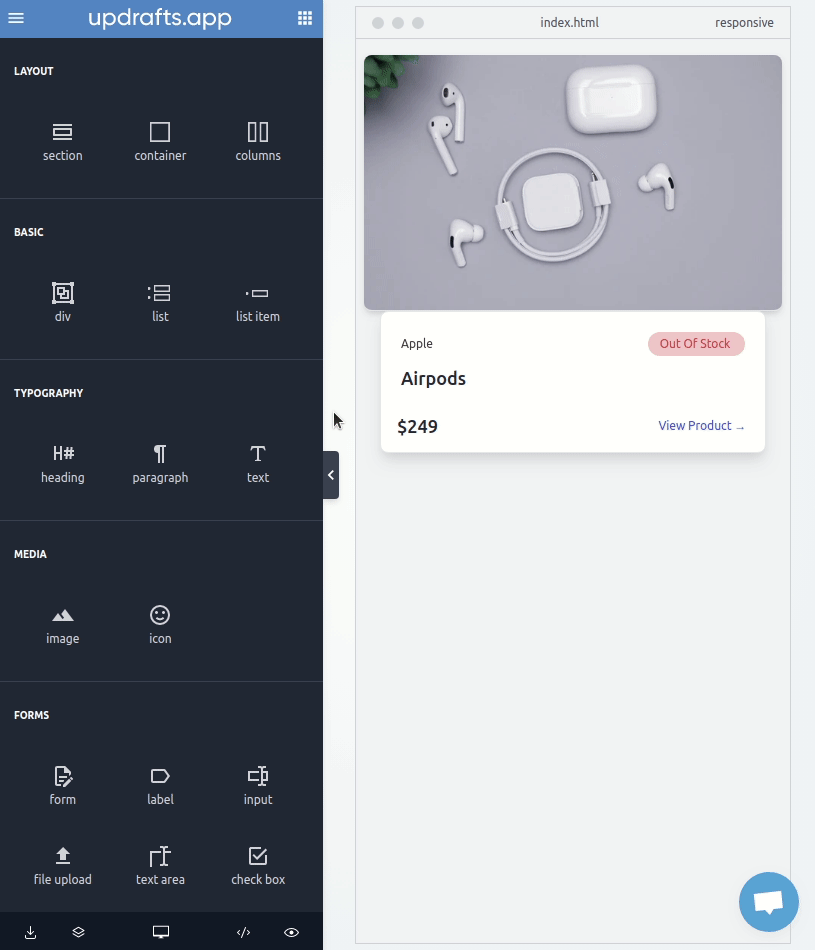 updrafts.app
LAYOUT
section container columns
BASIC
div list list item
TYPOGRAPHY
H#
heading paragraph text
MEDIA
image icon
FORMS
form label input
file upload text area check box
index.html responsive
Apple Out Of Stock
Airpods
$249 View Product →